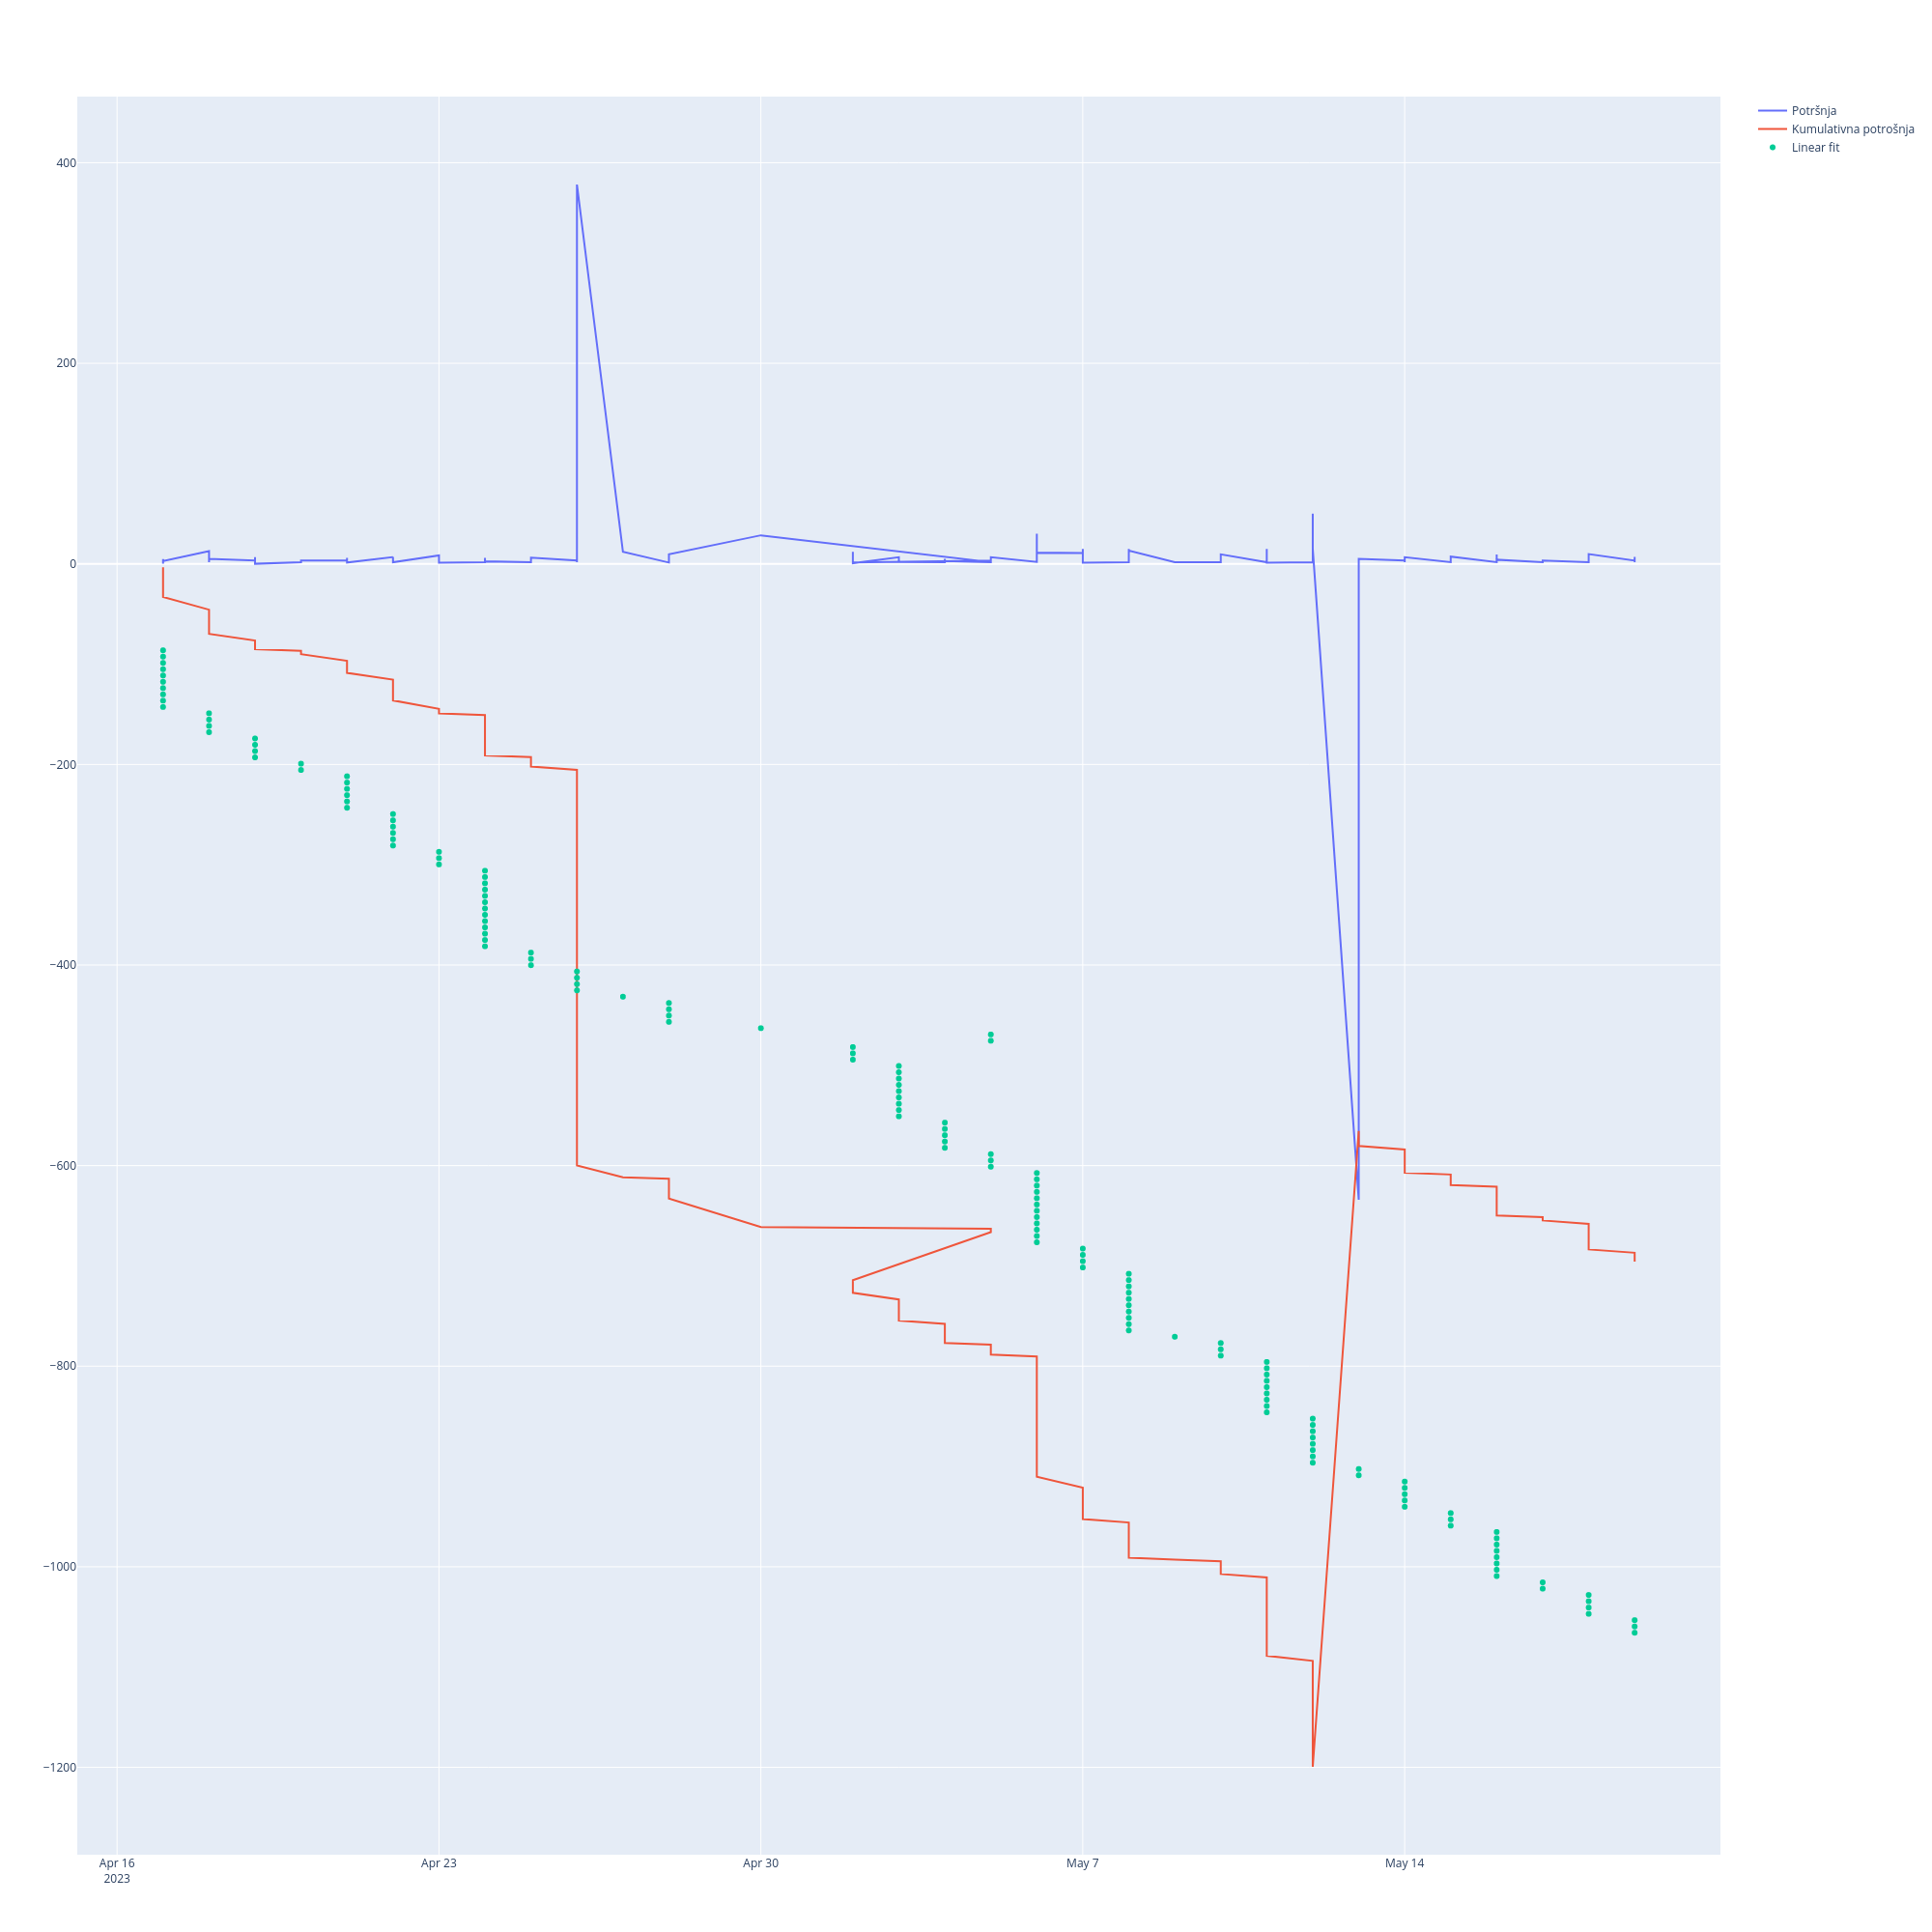 Potršnja
Kumulativna potrošnja
Linear fit
400
200
0
−200
−400
−600
−800
−1000
−1200
Apr 16
2023
Apr 23
Apr 30
May 7
May 14